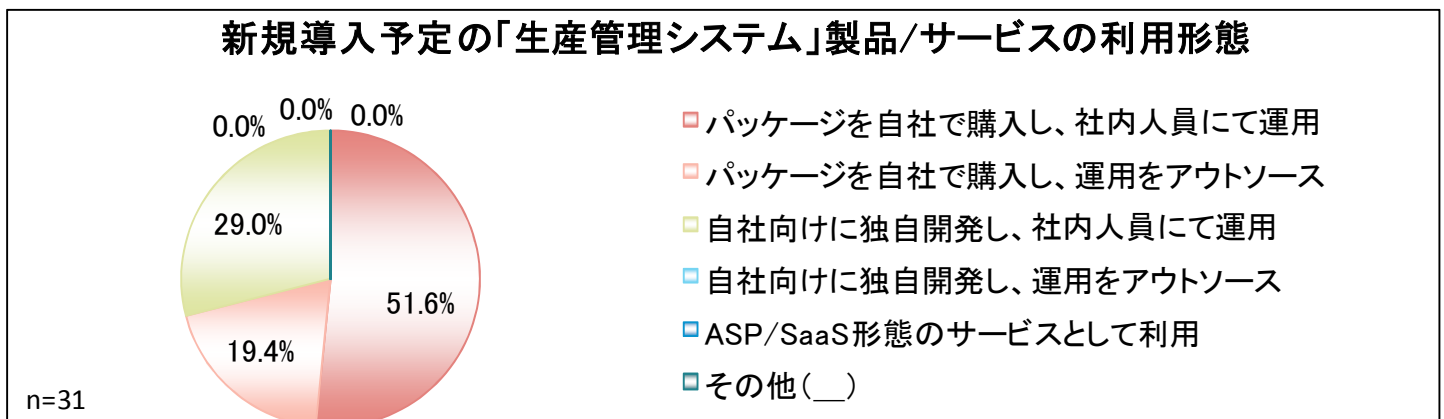 新規導入予定の「生産管理システム」製品/サービスの利用形態
0.0%
0.0%
0.0%
29.0%
51.6%
19.4%
パッケージを自社で購入し、社内人員にて運用
パッケージを自社で購入し、運用をアウトソース
自社向けに独自開発し、社内人員にて運用
自社向けに独自開発し、運用をアウトソース
ASP/SaaS形態のサービスとして利用
その他(__)
n=31